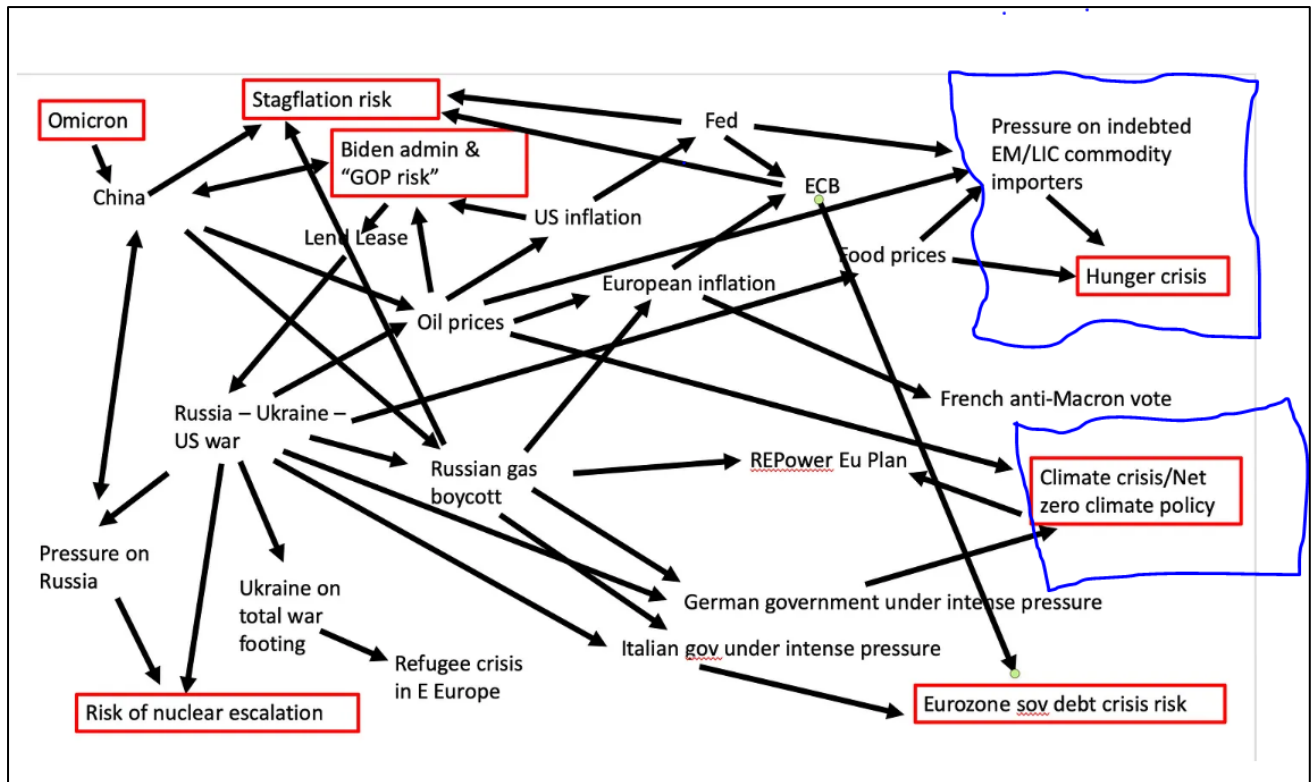 Stagflation risk
Omicron
Fed
Pressure on indebted
EM/LIC commodity
importers
Biden admin &
“GOP risk”
China
ECB
US inflation
Lend Lease
Food prices
Hunger crisis
European inflation
Oil prices
French anti-Macron vote
Russia – Ukraine –
US war
Russian gas
boycott
REPower Eu Plan
Climate crisis/Net
zero climate policy
Pressure on
Russia
Ukraine on
total war
footing
German government under intense pressure
Italian gov under intense pressure
Refugee crisis
in E Europe
Risk of nuclear escalation
Eurozone sov debt crisis risk